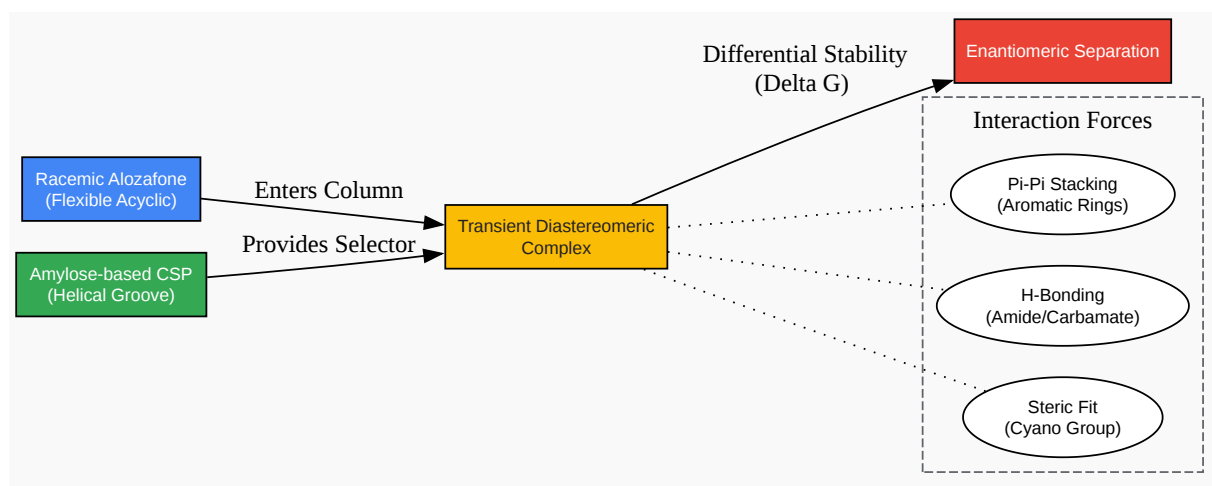 Racemic Alozafone
(Flexible Acyclic)
Amylose-based CSP
(Helical Groove)
Enters Column
Provides Selector
Transient Diastereomeric
Complex
Differential Stability
(Delta G)
Enantiomeric Separation
Interaction Forces
Pi-Pi Stacking
(Aromatic Rings)
H-Bonding
(Amide/Carbamate)
Steric Fit
(Cyano Group)